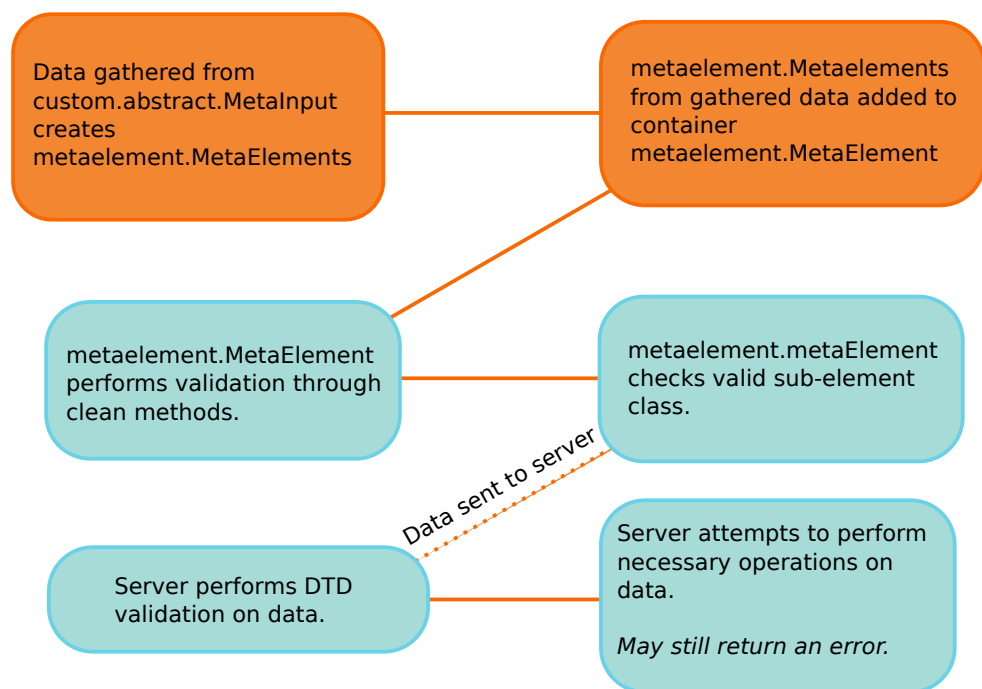 Data gathered from
custom.abstract.MetaInput
creates
metaelement.MetaElements
metaelement.Metaelements
from gathered data added to
container
metaelement.MetaElement
metaelement.MetaElement
performs validation through
clean methods.
metaelement.metaElement
checks valid sub-element
class.
Data sent to server
Server performs DTD
validation on data.
Server attempts to perform
necessary operations on
data.
May still return an error.